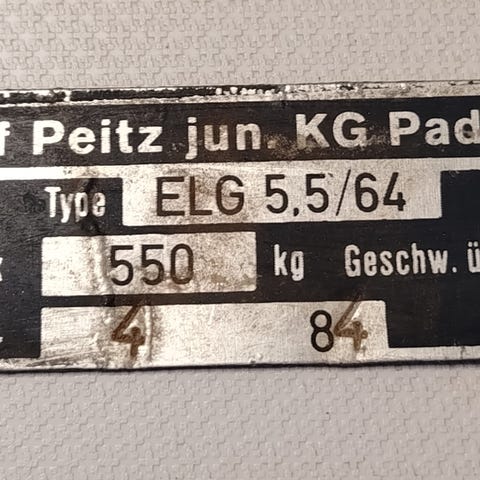 f Peitz jun. KG Pad
Type ELG 5,5/64
550 kg Geschw. ü
4 84